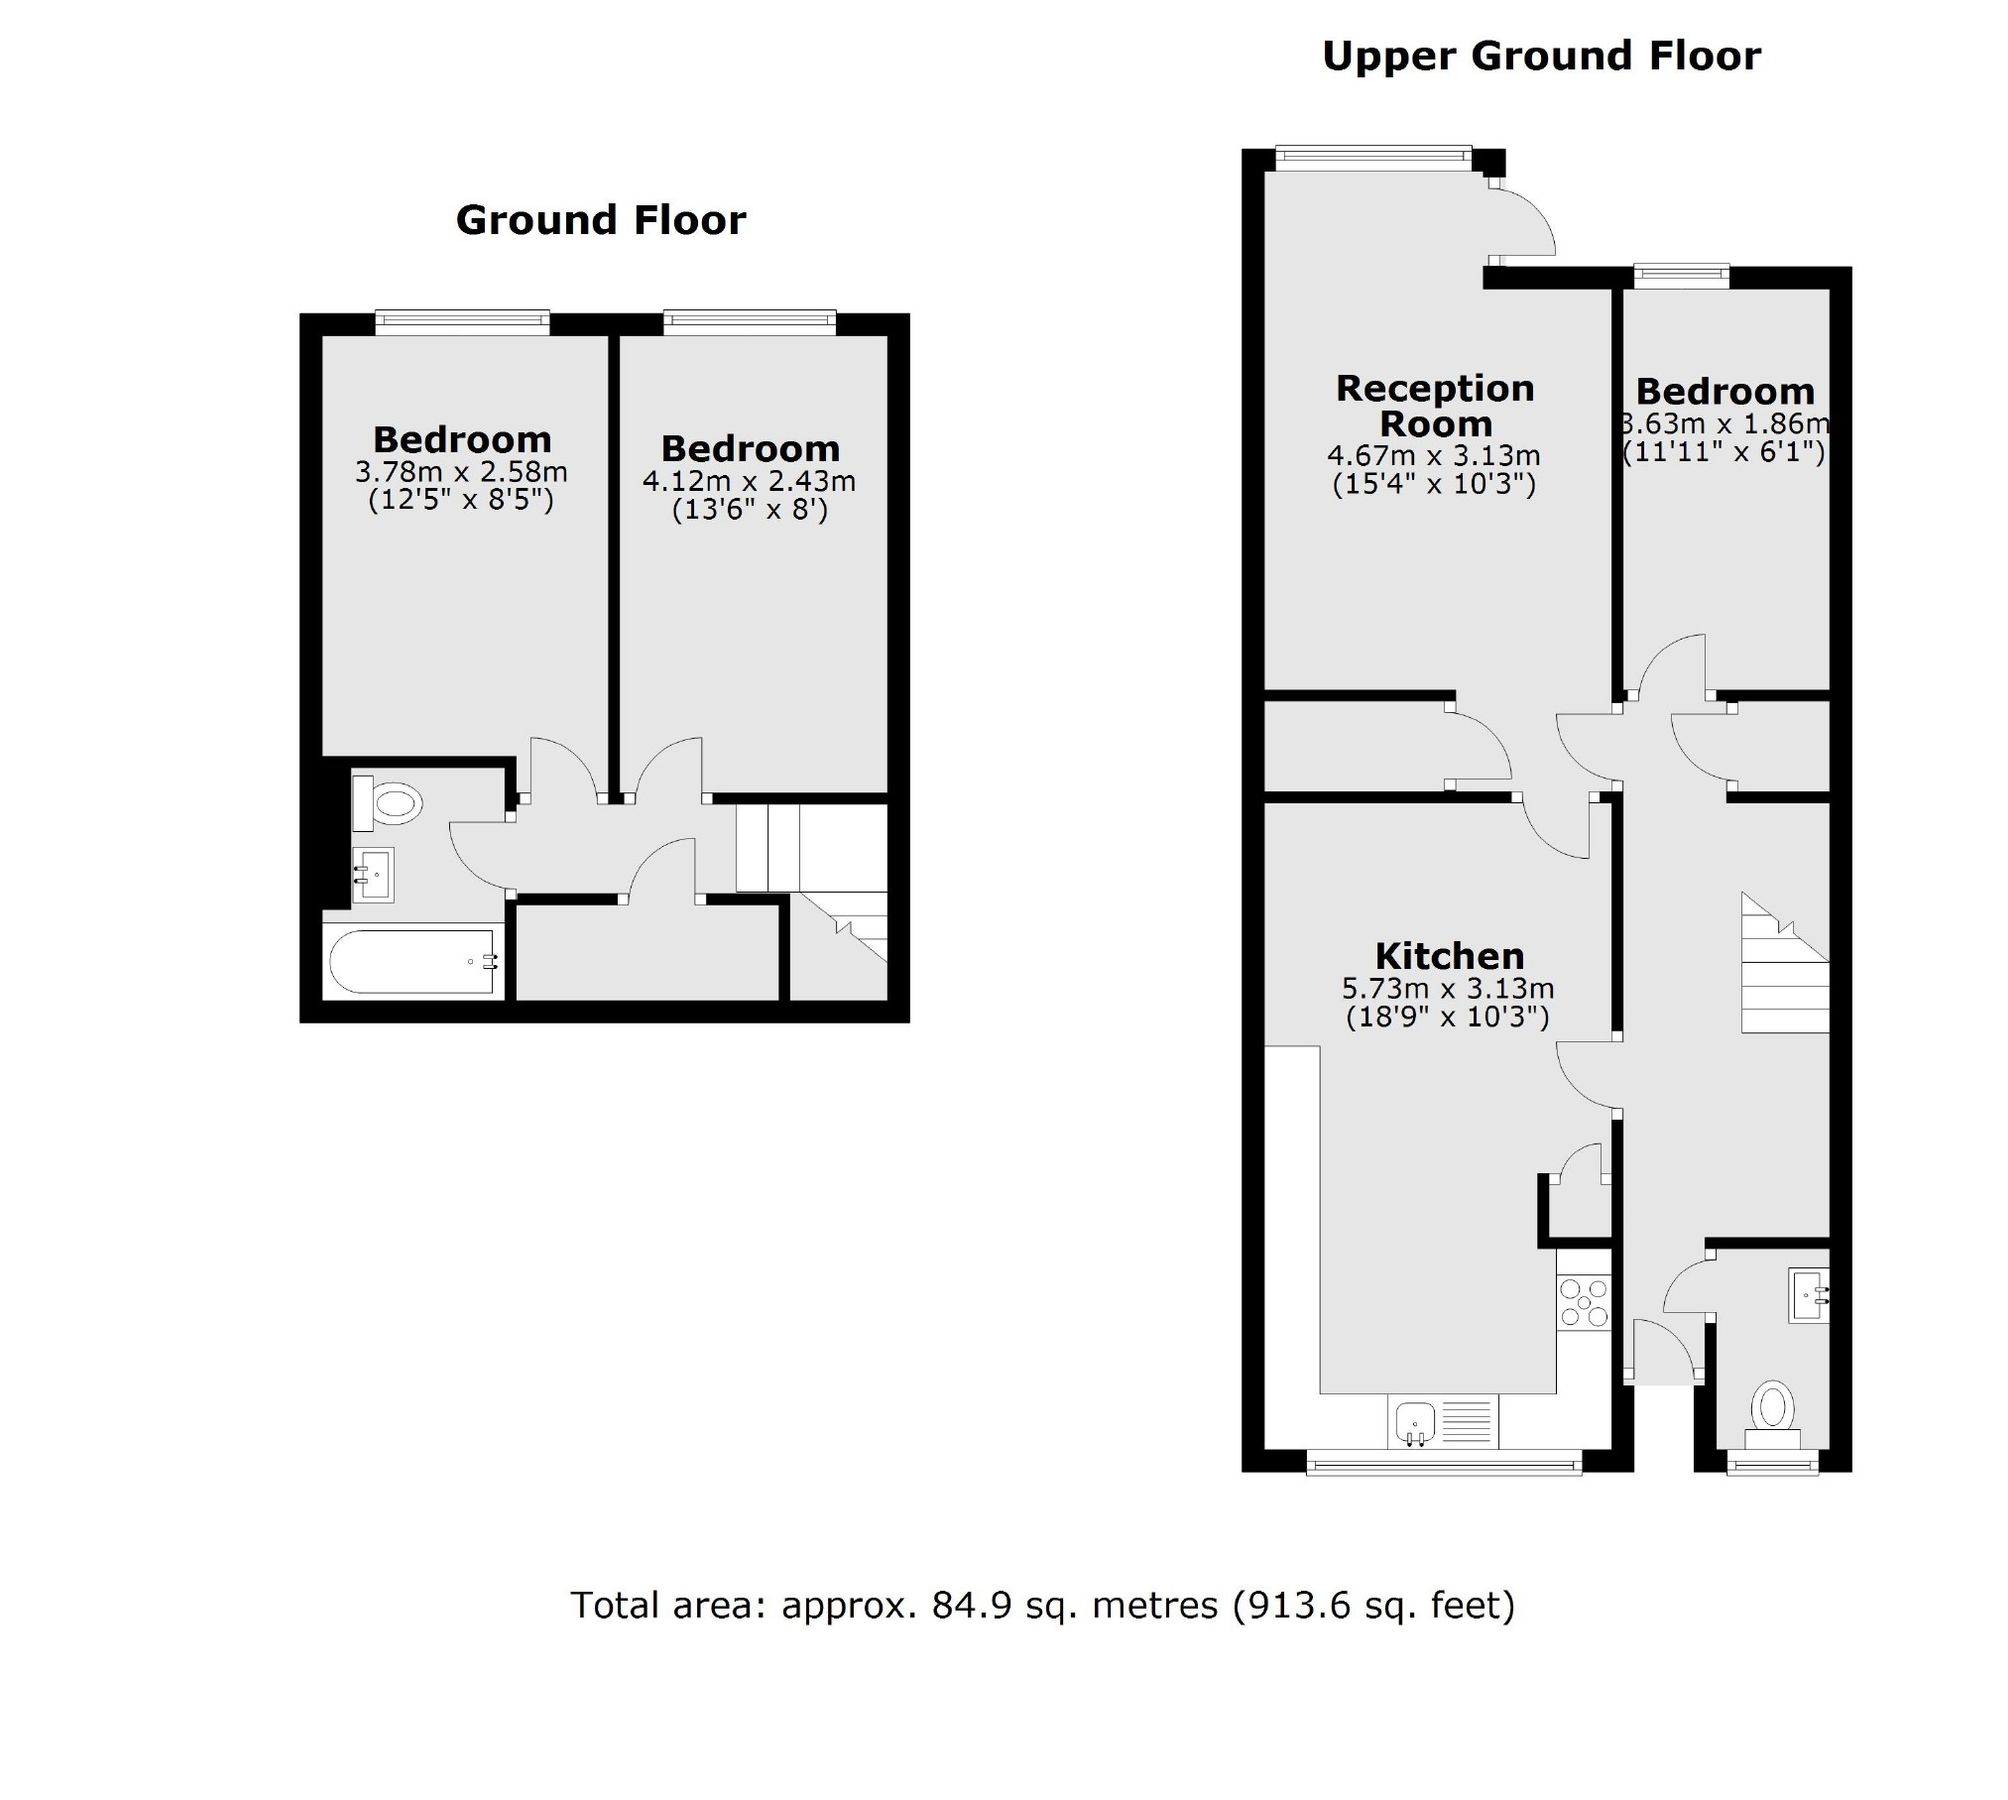 Upper Ground Floor
Ground Floor
Bedroom
3.78m x 2.58m
(12'5" x 8'5")
Bedroom
4.12m x 2.43m
(13'6" x 8')
Reception
Room
4.67m x 3.13m
(15'4" x 10'3")
Bedroom
3.63m x 1.86m
(11'11" x 6'1")
Kitchen
5.73m x 3.13m
(18'9" x 10'3")
Total area: approx. 84.9 sq. metres (913.6 sq. feet)